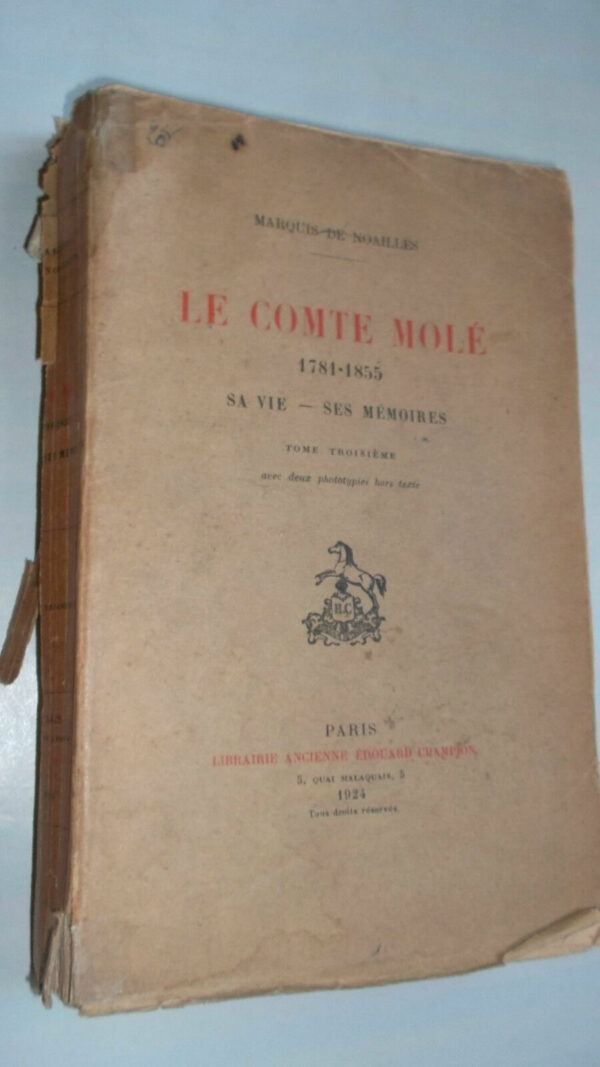 MARQUIS DE NOAILLES
LE COMTE MOLÉ
1781-1855
SA VIE — SES MÉMOIRES
TOME TROISIÈME
avec deux phototypies hors texte
H.C
PARIS
LIBRAIRIE ANCIENNE ÉDOUARD CHAMPION
5, QUAI MALAQUAIS, 5
1924
Tous droits réservés.